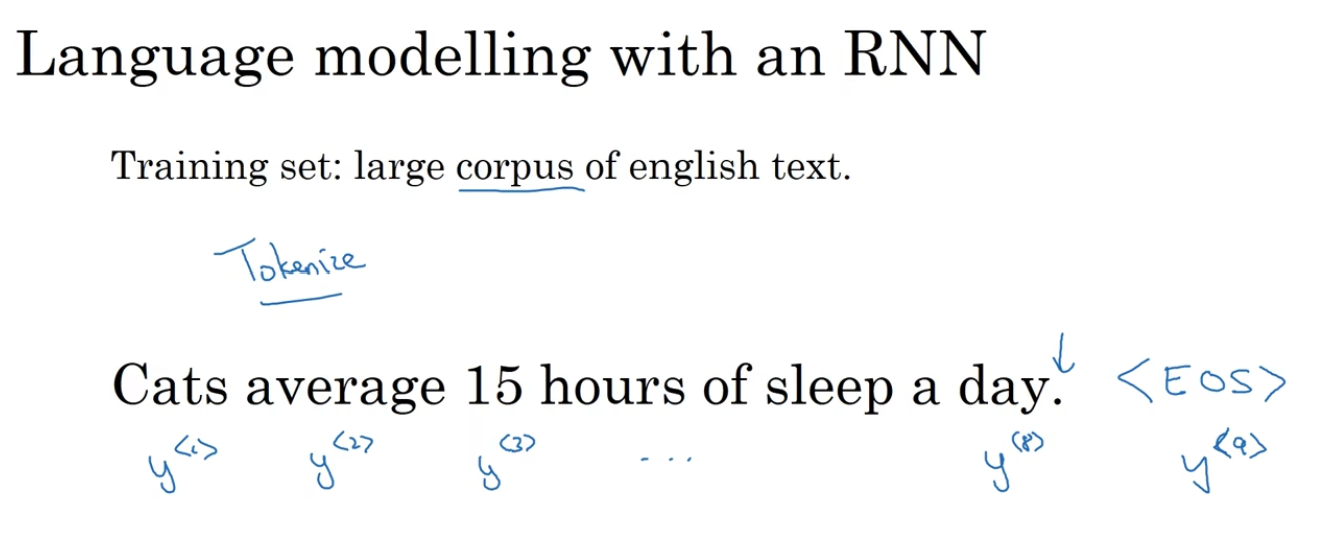 Language modelling with an RNN
Training set: large corpus of english text.
Tokenize
Cats average 15 hours of sleep a day. <EOS>
y<1> y<2> y<3> ... y<8> y<9>